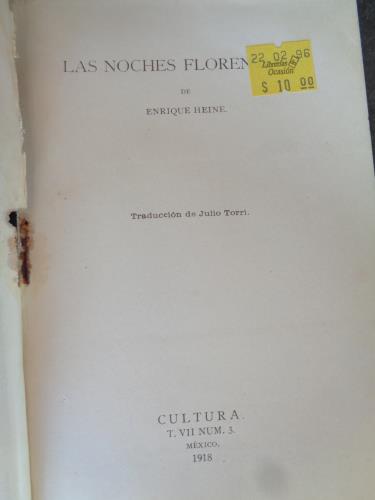 LAS NOCHES FLOREN
22 02 96
Librerías
Ocasión
$ 10 00
DE
ENRIQUE HEINE.
Traducción de Julio Torri.
CULTURA.
T. VII NUM. 3.
MÉXICO.
1918